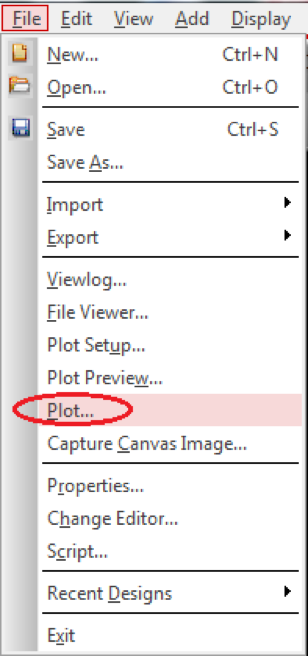 File Edit View Add Display
New... Ctrl+N
Open... Ctrl+O
Save Ctrl+S
Save As...
Import
Export
Viewlog...
File Viewer...
Plot Setup...
Plot Preview...
Plot...
Capture Canvas Image...
Properties...
Change Editor...
Script...
Recent Designs
Exit